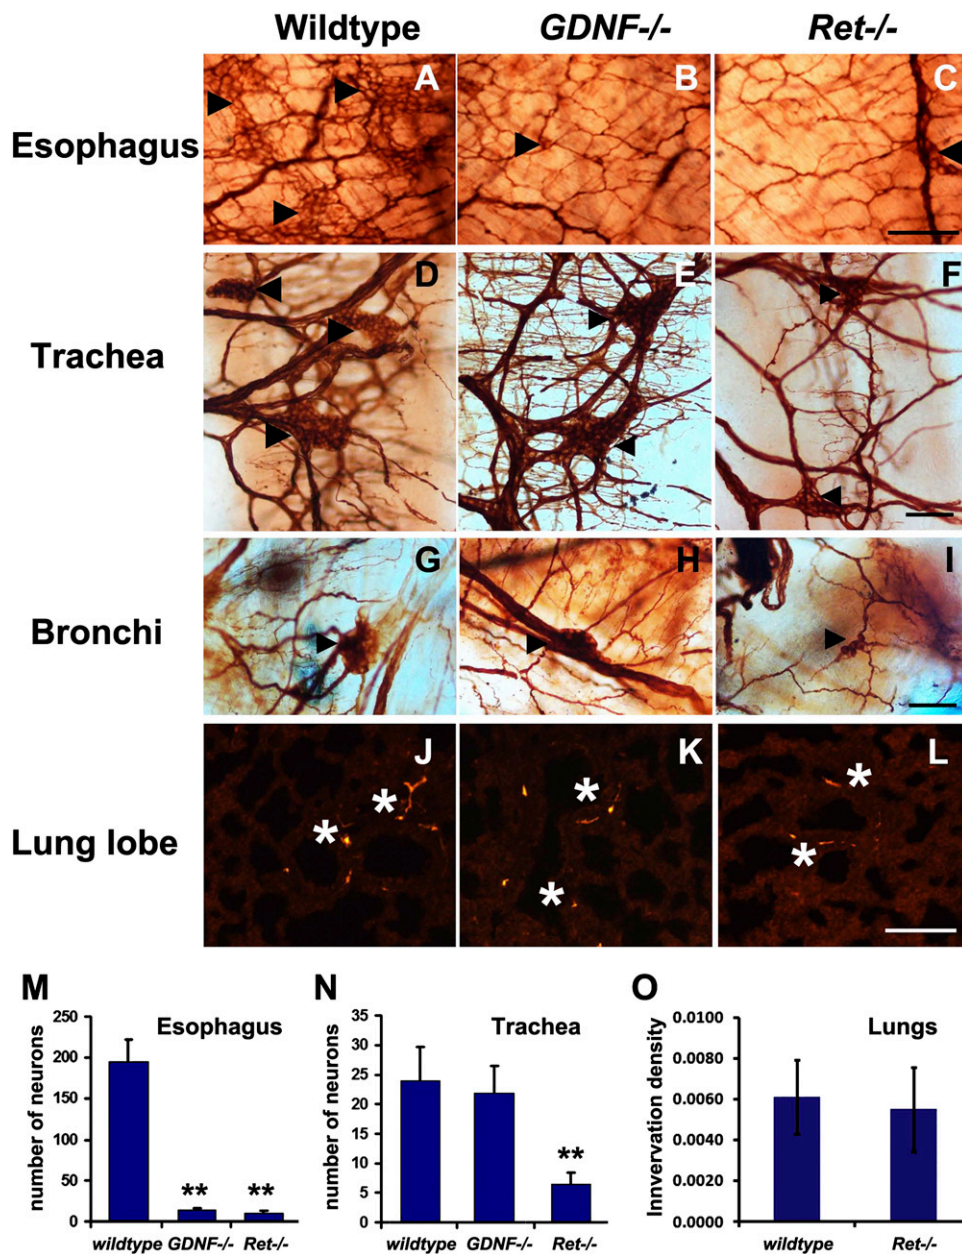 Wildtype GDNF-/- Ret-/-
Esophagus A B C
Trachea D E F
Bronchi G H I
Lung lobe J K L
* * * * * *
M N O
Esophagus Trachea Lungs
number of neurons
250
200
150
100
50
0
** **
wildtype GDNF-/- Ret-/-
number of neurons
35
30
25
20
15
10
5
0
**
wildtype GDNF-/- Ret-/-
Innvervation density
0.0100
0.0080
0.0060
0.0040
0.0020
0.0000
wildtype Ret-/-